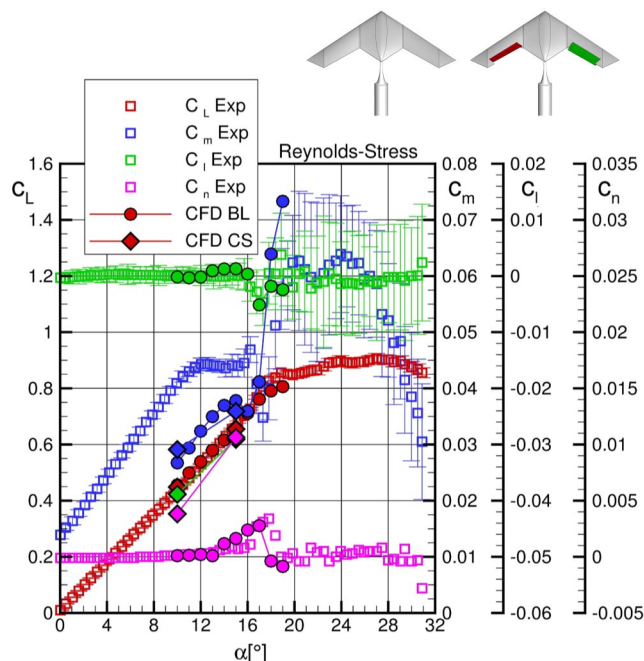 C L Exp
C m Exp
C l Exp
C n Exp
CFD BL
CFD CS
Reynolds-Stress
C L
C m
C l
C n
1.6 0.08 0.02 0.035
1.4 0.07 0.01 0.03
1.2 0.06 -0.00 0.025
1 0.05 -0.01 0.02
0.8 0.04 -0.02 0.015
0.6 0.03 -0.03 0.01
0.4 0.02 -0.04 0.005
0.2 0.01 -0.05 0
0 0 -0.06 -0.005
0 4 8 12 16 20 24 28 32
α[°]